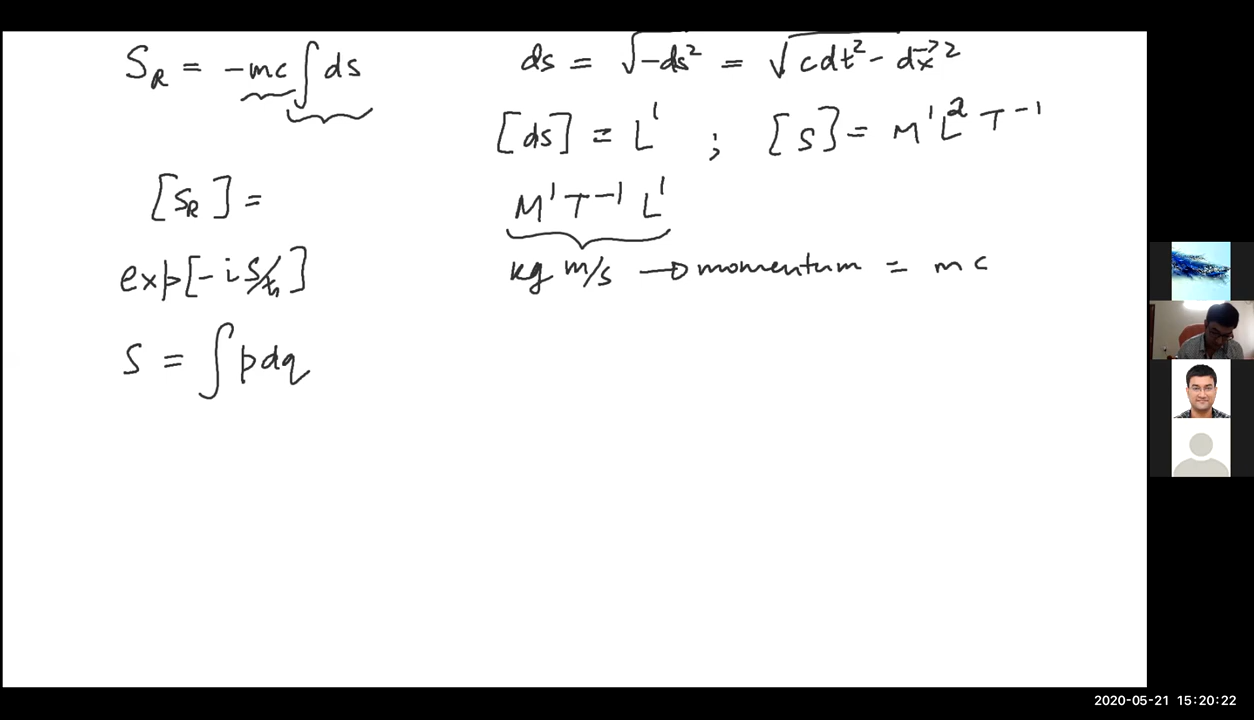 S_R = -mc ∫ ds    ds = √-ds² = √cdt² - dx⃗²
[ds] = L¹ ; [S] = M¹L²T⁻¹
[S_R] =    M¹T⁻¹L¹
exp[-iS/ħ]    kg m/s → momentum = mc
S = ∫pdq
2020-05-21 15:20:22